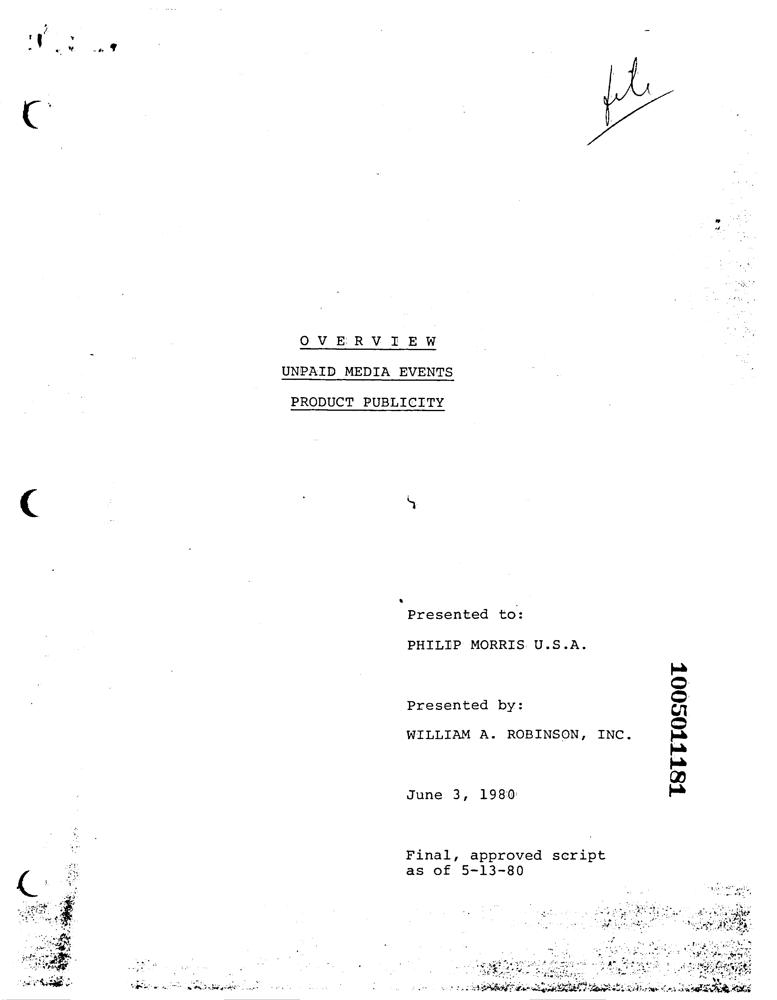 file
O V E R V I E W
UNPAID MEDIA EVENTS
PRODUCT PUBLICITY
Presented to:
PHILIP MORRIS U.S.A.
Presented by:
WILLIAM A. ROBINSON, INC.
June 3, 1980
Final, approved script
as of 5-13-80
1005011181